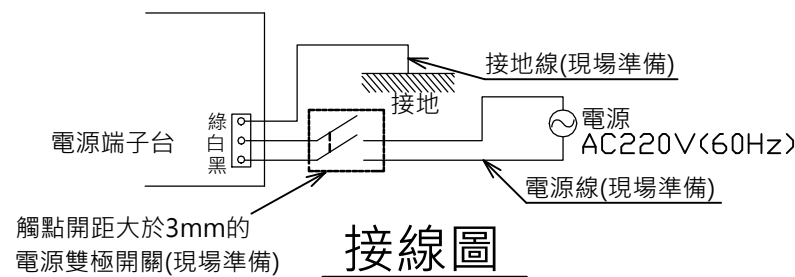 接地線(現場準備)
接地
綠
電源端子台
白
黑
電源
AC220V(60Hz)
電源線(現場準備)
觸點開距大於3mm的
電源雙極開關(現場準備)
接線圖